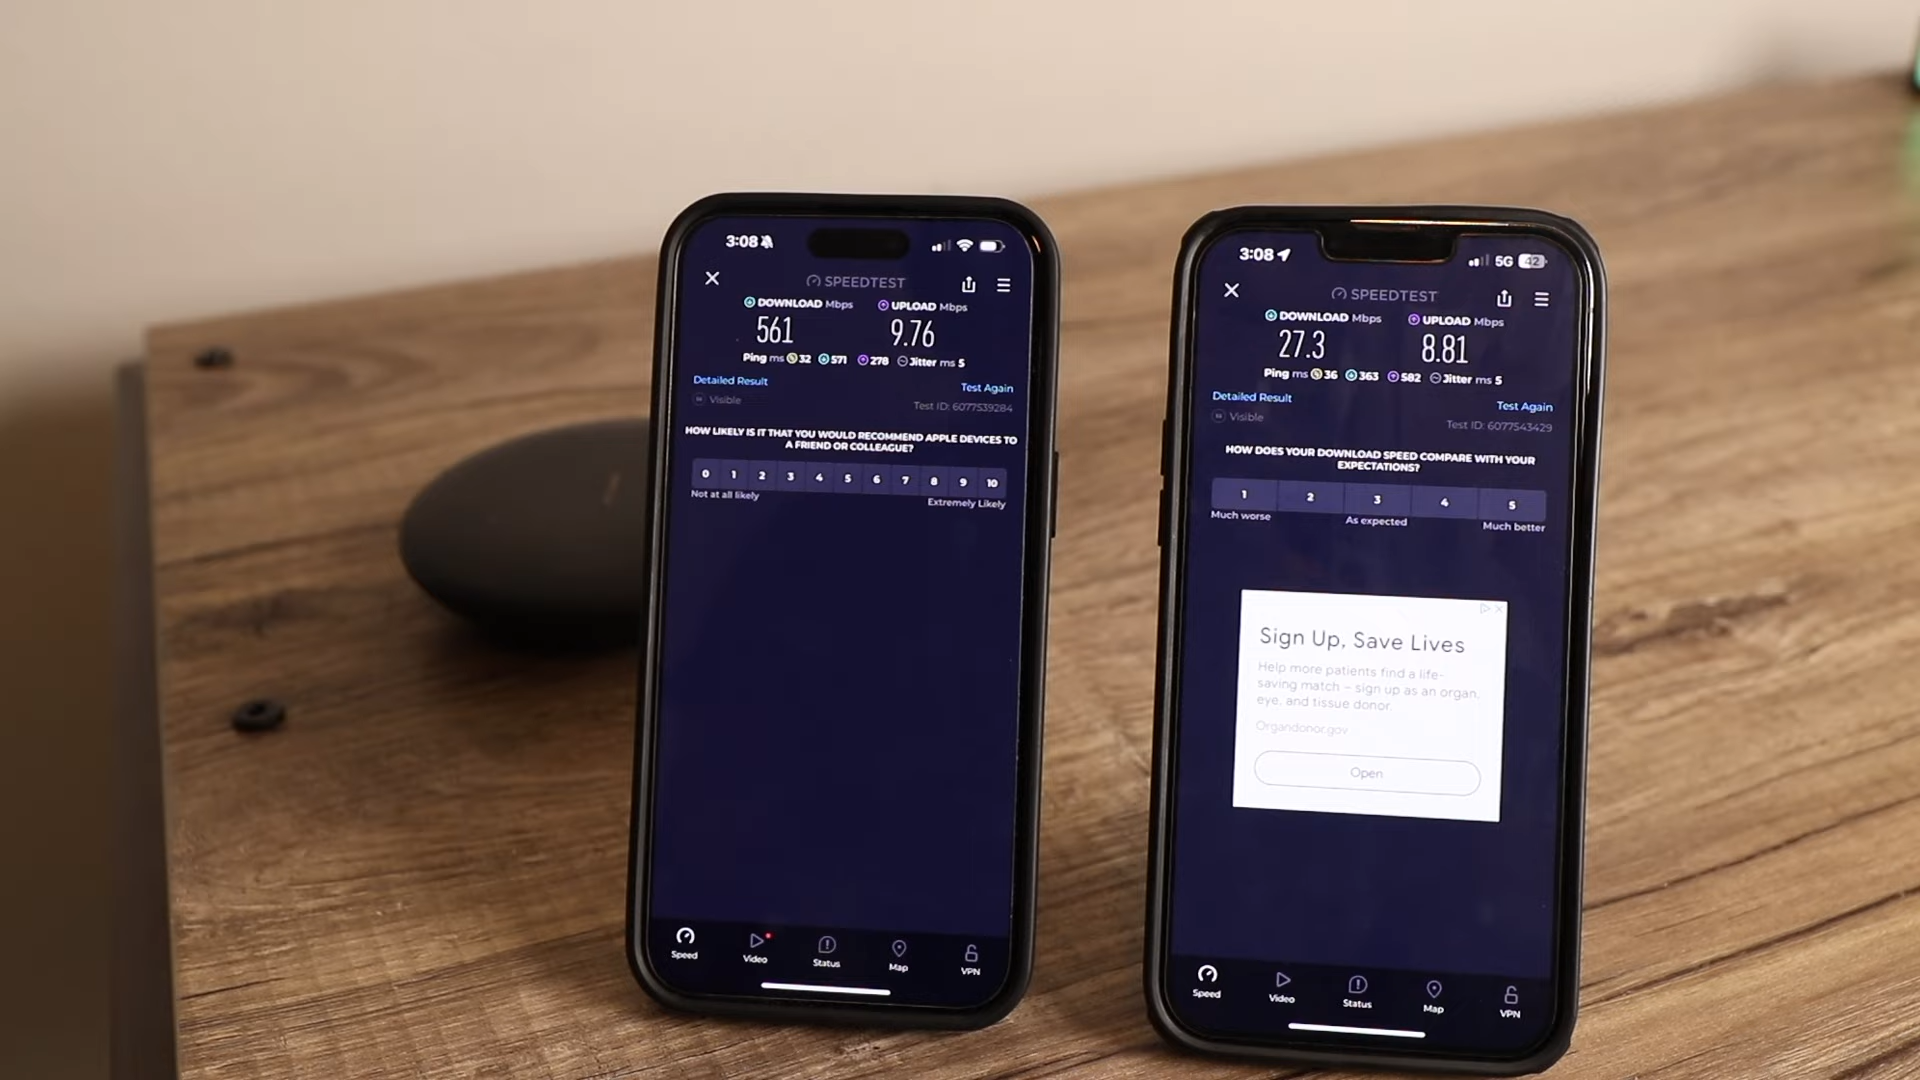 3:08
SPEEDTEST
DOWNLOAD Mbps UPLOAD Mbps
561 9.76
Ping ms 32 571 278 Jitter ms 5
Detailed Result Test Again
Visible Test ID: 6077539284
HOW LIKELY IS IT THAT YOU WOULD RECOMMEND APPLE DEVICES TO
A FRIEND OR COLLEAGUE?
0 1 2 3 4 5 6 7 8 9 10
Not at all likely Extremely Likely
Speed Video Status Map VPN
3:08 5G 42
SPEEDTEST
DOWNLOAD Mbps UPLOAD Mbps
27.3 8.81
Ping ms 36 363 582 Jitter ms 5
Detailed Result Test Again
Visible Test ID: 6077543429
HOW DOES YOUR DOWNLOAD SPEED COMPARE WITH YOUR
EXPECTATIONS?
1 2 3 4 5
Much worse As expected Much better
Sign Up, Save Lives
Help more patients find a life-
saving match – sign up as an organ,
eye, and tissue donor.
Organdonor.gov
Open
Speed Video Status Map VPN